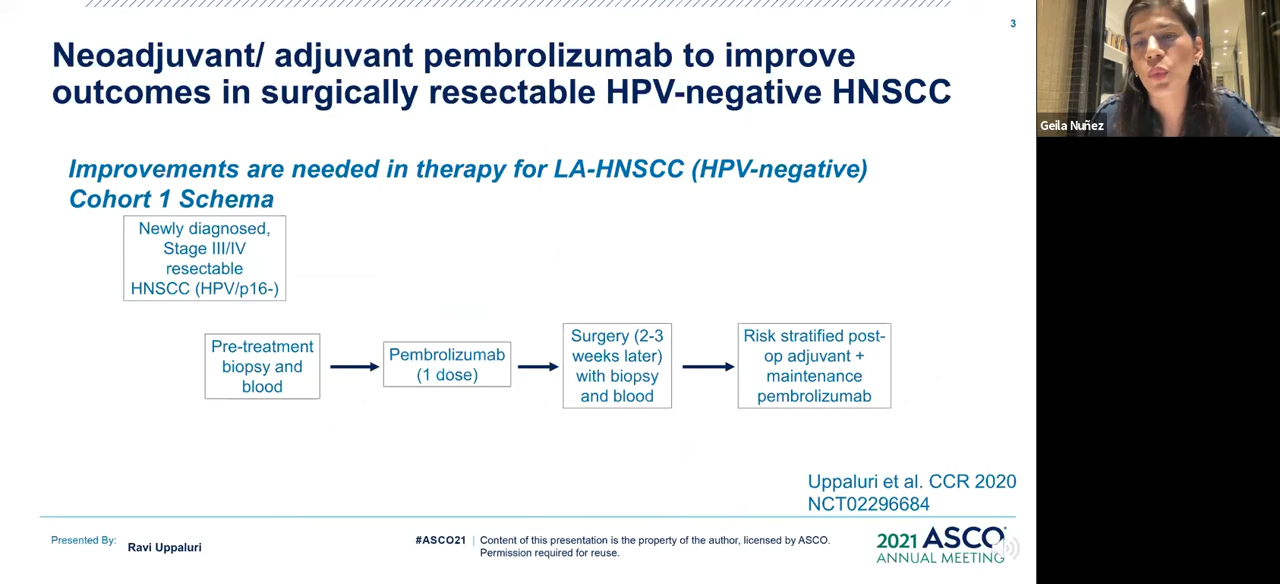 3
Neoadjuvant/ adjuvant pembrolizumab to improve
outcomes in surgically resectable HPV-negative HNSCC
Geila Nuñez
Improvements are needed in therapy for LA-HNSCC (HPV-negative)
Cohort 1 Schema
Newly diagnosed,
Stage III/IV
resectable
HNSCC (HPV/p16-)
Pre-treatment
biopsy and
blood
Pembrolizumab
(1 dose)
Surgery (2-3
weeks later)
with biopsy
and blood
Risk stratified post-
op adjuvant +
maintenance
pembrolizumab
Uppaluri et al. CCR 2020
NCT02296684
Presented By: Ravi Uppaluri
#ASCO21 | Content of this presentation is the property of the author, licensed by ASCO.
Permission required for reuse.
2021 ASCO
ANNUAL MEETING